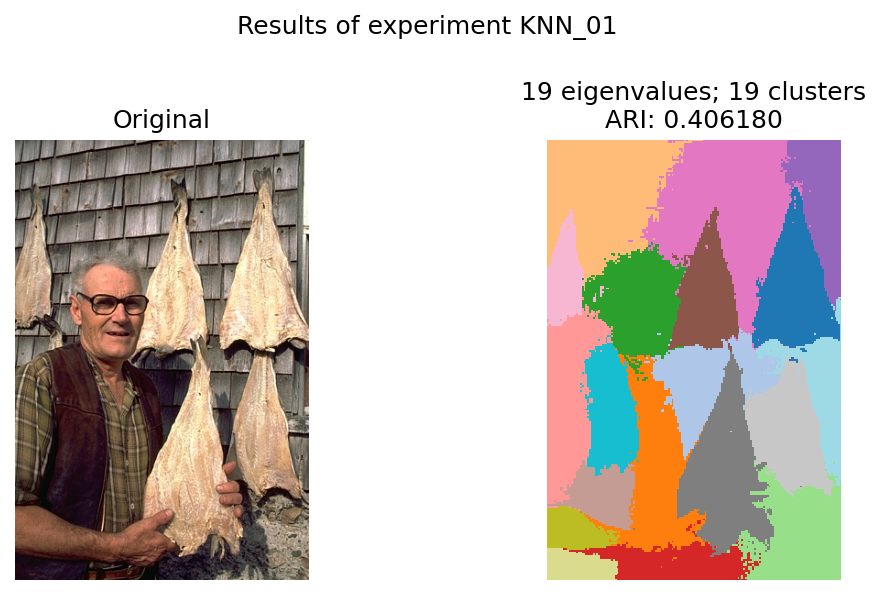 Results of experiment KNN_01
Original
19 eigenvalues; 19 clusters
ARI: 0.406180